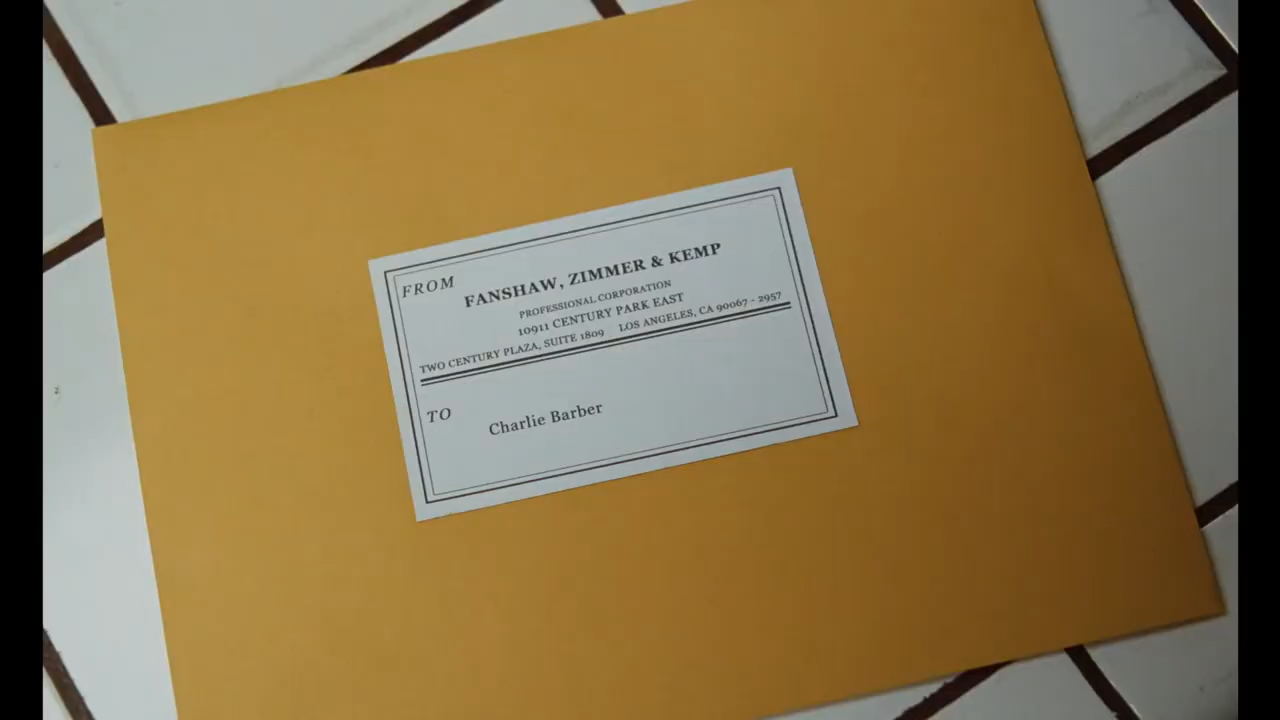 FROM
FANSHAW, ZIMMER & KEMP
PROFESSIONAL CORPORATION
10911 CENTURY PARK EAST
TWO CENTURY PLAZA, SUITE 1809 LOS ANGELES, CA 90067 - 2957
TO
Charlie Barber